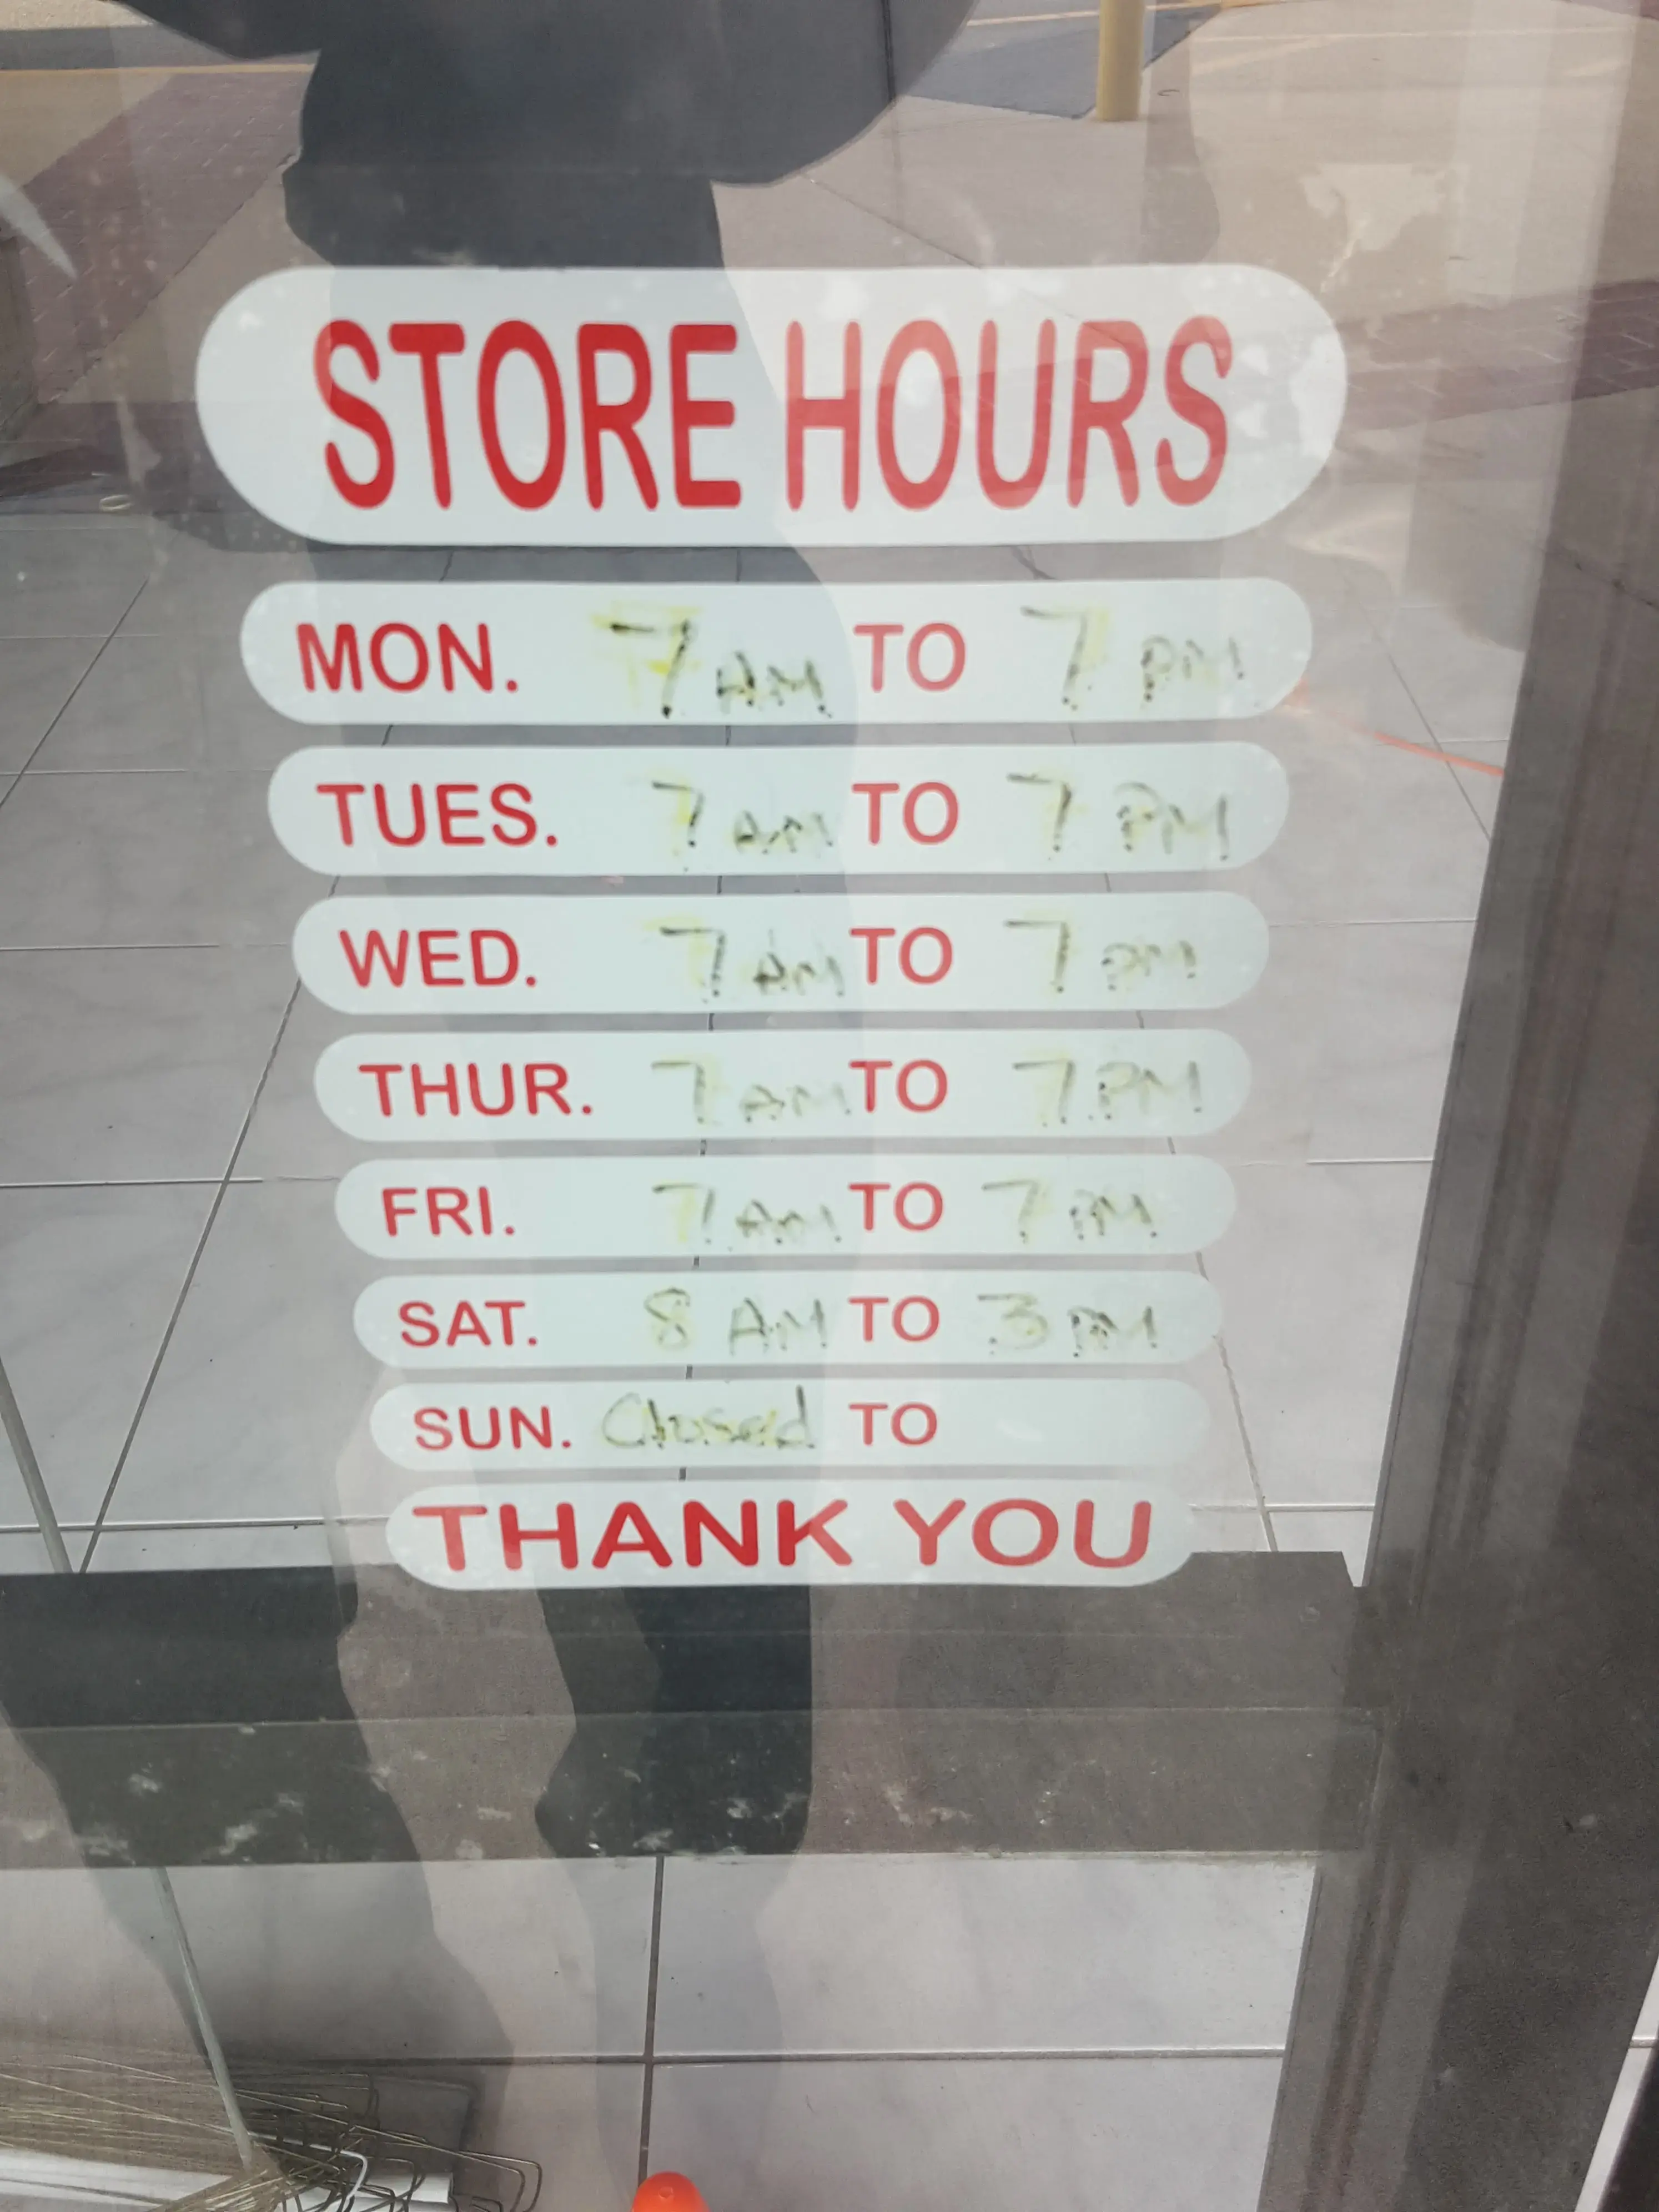 STORE HOURS
MON. 7 AM TO 7 PM
TUES. 7 AM TO 7 PM
WED. 7 AM TO 7 PM
THUR. 7 AM TO 7 PM
FRI. 7 AM TO 7 PM
SAT. 8 AM TO 3 PM
SUN. Closed TO
THANK YOU